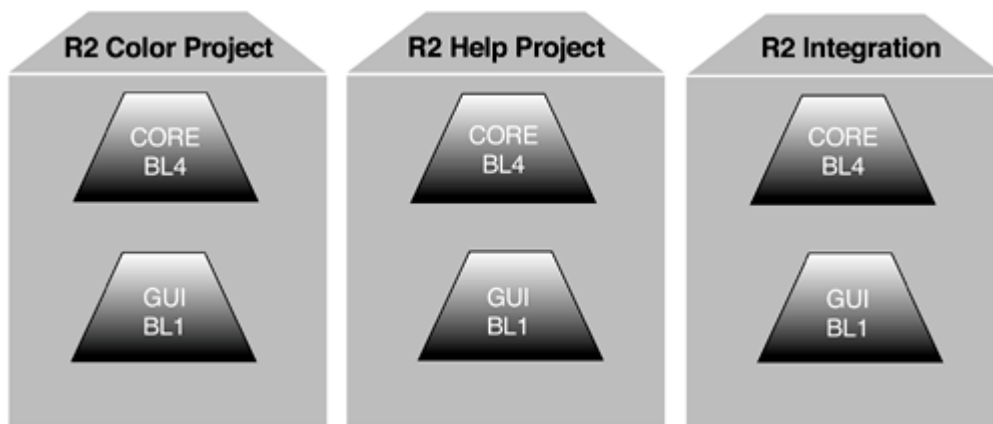 R2 Color Project
CORE
BL4
GUI
BL1
R2 Help Project
CORE
BL4
GUI
BL1
R2 Integration
CORE
BL4
GUI
BL1